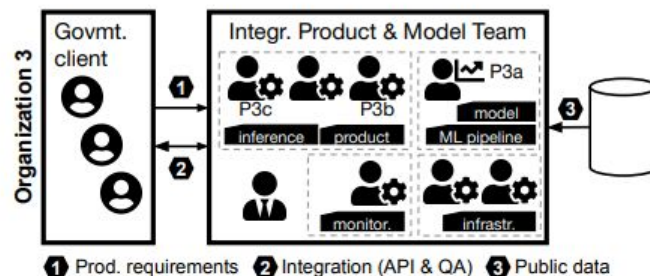 Organization 3
Govmt.
client
Integr. Product & Model Team
1
2
P3c
P3b
inference
product
P3a
model
ML pipeline
3
monitor.
infrastr.
1 Prod. requirements 2 Integration (API & QA) 3 Public data